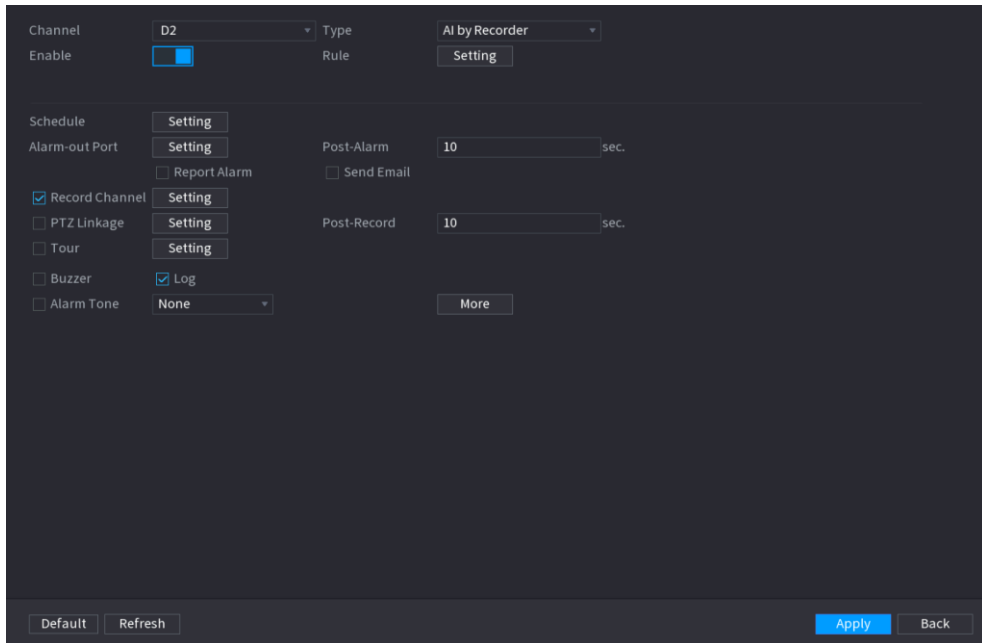 Channel D2 Type AI by Recorder
Enable Rule Setting
Schedule Setting
Alarm-out Port Setting Post-Alarm 10 sec.
Report Alarm Send Email
Record Channel Setting
PTZ Linkage Setting Post-Record 10 sec.
Tour Setting
Buzzer Log
Alarm Tone None More
Default Refresh Apply Back